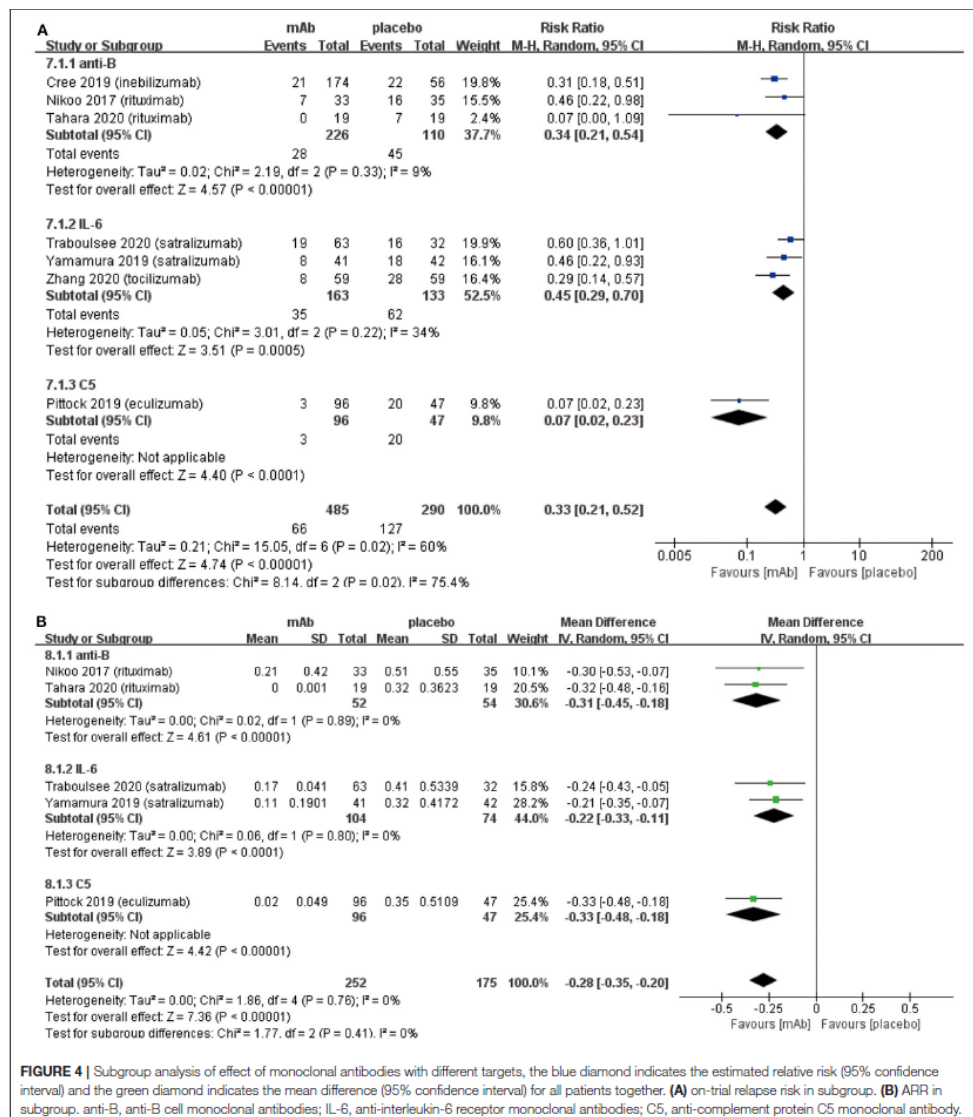 A mAb placebo Risk Ratio Risk Ratio
Study or Subgroup Events Total Events Total Weight M-H, Random, 95% CI M-H, Random, 95% CI
7.1.1 anti-B
Cree 2019 (inebilizumab) 21 174 22 56 19.8% 0.31 [0.18, 0.51]
Nikoo 2017 (rituximab) 7 33 16 35 15.5% 0.46 [0.22, 0.98]
Tahara 2020 (rituximab) 0 19 7 19 2.4% 0.07 [0.00, 1.09]
Subtotal (95% CI) 226 110 37.7% 0.34 [0.21, 0.54]
Total events 28 45
Heterogeneity: Tau² = 0.02; Chi² = 2.19, df = 2 (P = 0.33); I² = 9%
Test for overall effect: Z = 4.57 (P < 0.00001)
7.1.2 IL-6
Traboulsee 2020 (satralizumab) 19 63 16 32 19.9% 0.60 [0.36, 1.01]
Yamamura 2019 (satralizumab) 8 41 18 42 16.1% 0.46 [0.22, 0.93]
Zhang 2020 (tocilizumab) 8 59 28 59 16.4% 0.29 [0.14, 0.57]
Subtotal (95% CI) 163 133 52.5% 0.45 [0.29, 0.70]
Total events 35 62
Heterogeneity: Tau² = 0.05; Chi² = 3.01, df = 2 (P = 0.22); I² = 34%
Test for overall effect: Z = 3.51 (P = 0.0005)
7.1.3 C5
Pittock 2019 (eculizumab) 3 96 20 47 9.8% 0.07 [0.02, 0.23]
Subtotal (95% CI) 96 47 9.8% 0.07 [0.02, 0.23]
Total events 3 20
Heterogeneity: Not applicable
Test for overall effect: Z = 4.40 (P < 0.0001)
Total (95% CI) 485 290 100.0% 0.33 [0.21, 0.52]
Total events 66 127
Heterogeneity: Tau² = 0.21; Chi² = 15.05, df = 6 (P = 0.02); I² = 60%
Test for overall effect: Z = 4.74 (P < 0.00001)
Test for subgroup differences: Chi² = 8.14, df = 2 (P = 0.02), I² = 75.4%
0.005 0.1 1 10 200
Favours [mAb] Favours [placebo]
B mAb placebo Mean Difference Mean Difference
Study or Subgroup Mean SD Total Mean SD Total Weight IV, Random, 95% CI IV, Random, 95% CI
8.1.1 anti-B
Nikoo 2017 (rituximab) 0.21 0.42 33 0.51 0.55 35 10.1% -0.30 [-0.53, -0.07]
Tahara 2020 (rituximab) 0 0.001 19 0.32 0.3623 19 20.5% -0.32 [-0.48, -0.16]
Subtotal (95% CI) 52 54 30.6% -0.31 [-0.45, -0.18]
Heterogeneity: Tau² = 0.00; Chi² = 0.02, df = 1 (P = 0.89); I² = 0%
Test for overall effect: Z = 4.61 (P < 0.00001)
8.1.2 IL-6
Traboulsee 2020 (satralizumab) 0.17 0.041 63 0.41 0.5339 32 15.8% -0.24 [-0.43, -0.05]
Yamamura 2019 (satralizumab) 0.11 0.1901 41 0.32 0.4172 42 28.2% -0.21 [-0.35, -0.07]
Subtotal (95% CI) 104 74 44.0% -0.22 [-0.33, -0.11]
Heterogeneity: Tau² = 0.00; Chi² = 0.06, df = 1 (P = 0.80); I² = 0%
Test for overall effect: Z = 3.89 (P < 0.0001)
8.1.3 C5
Pittock 2019 (eculizumab) 0.02 0.049 96 0.35 0.5109 47 25.4% -0.33 [-0.48, -0.18]
Subtotal (95% CI) 96 47 25.4% -0.33 [-0.48, -0.18]
Heterogeneity: Not applicable
Test for overall effect: Z = 4.42 (P < 0.00001)
Total (95% CI) 252 175 100.0% -0.28 [-0.35, -0.20]
Heterogeneity: Tau² = 0.00; Chi² = 1.86, df = 4 (P = 0.76); I² = 0%
Test for overall effect: Z = 7.36 (P < 0.00001)
Test for subgroup differences: Chi² = 1.77, df = 2 (P = 0.41), I² = 0%
-0.5 -0.25 0 0.25 0.5
Favours [mAb] Favours [placebo]
FIGURE 4 | Subgroup analysis of effect of monoclonal antibodies with different targets, the blue diamond indicates the estimated relative risk (95% confidence
interval) and the green diamond indicates the mean difference (95% confidence interval) for all patients together. (A) on-trial relapse risk in subgroup. (B) ARR in
subgroup. anti-B, anti-B cell monoclonal antibodies; IL-6, anti-interleukin-6 receptor monoclonal antibodies; C5, anti-complement protein C5 monoclonal antibody.